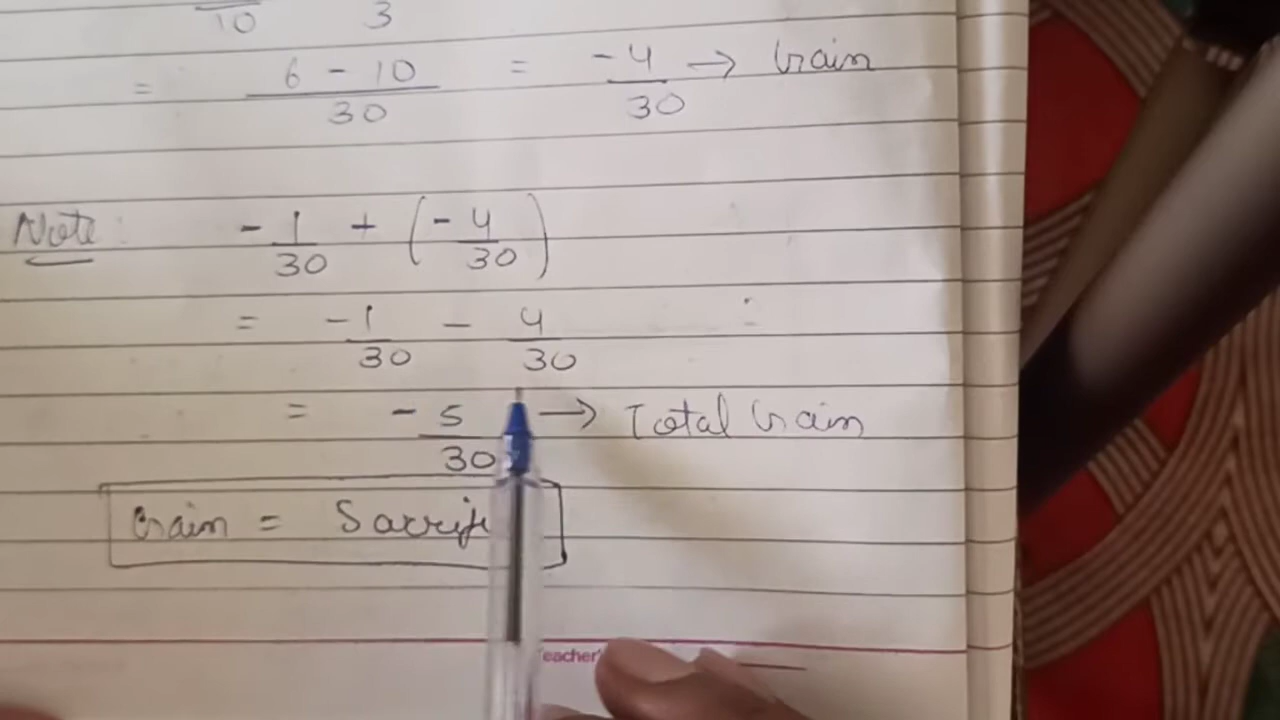 10 3
= 6 - 10 / 30 = -4/30 → Gain
Note: -1/30 + (-4/30)
= -1/30 - 4/30
= -5/30 → Total Gain
Gain =
Teacher's